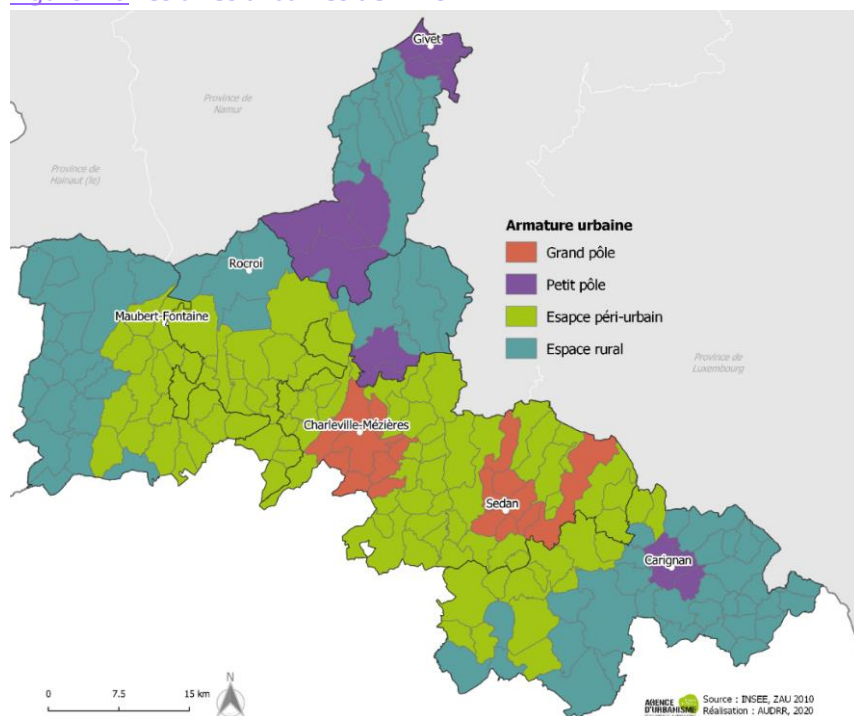 Givet
Province de
Namur
Province de
Hainaut (le)
Armature urbaine
Grand pôle
Petit pôle
Esapce péri-urbain
Espace rural
Rocroi
Maubert-Fontaine
Province de
Luxembourg
Charleville-Mézières
Sedan
Carignan
0 7.5 15 km
N
AGENCE
D'URBANISME
Source : INSEE, ZAU 2010
Réalisation : AUDRR, 2020